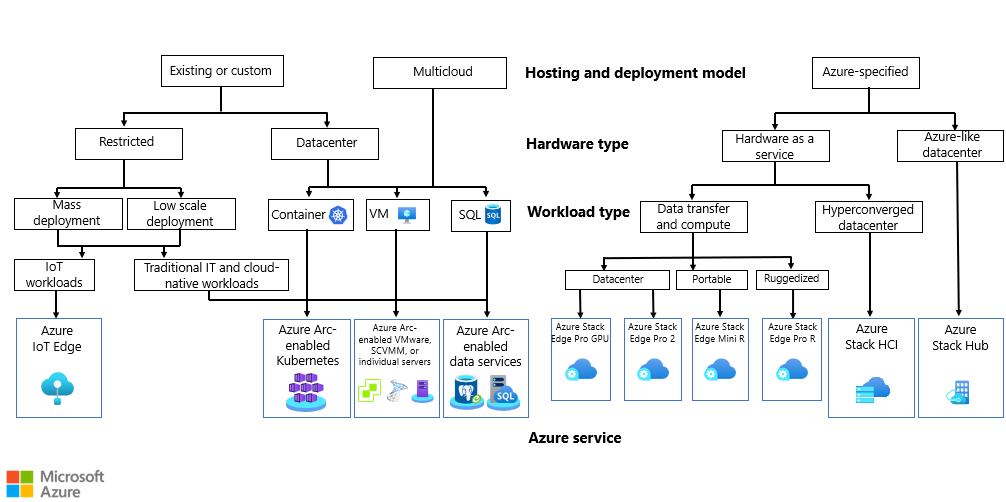 Existing or custom
Multicloud
Hosting and deployment model
Azure-specified
Restricted
Datacenter
Hardware type
Hardware as a
service
Azure-like
datacenter
Mass
deployment
Low scale
deployment
Container
VM
SQL
SQL
Workload type
Data transfer
and compute
Hyperconverged
datacenter
IoT
workloads
Traditional IT and cloud-
native workloads
Datacenter
Portable
Ruggedized
Azure
IoT Edge
Azure Arc-
enabled
Kubernetes
Azure Arc-
enabled VMware,
SCVMM, or
individual servers
Azure Arc-
enabled
data services
SQL
Azure Stack
Edge Pro GPU
Azure Stack
Edge Pro 2
Azure Stack
Edge Mini R
Azure Stack
Edge Pro R
Azure
Stack HCI
Azure
Stack Hub
Azure service
Microsoft
Azure